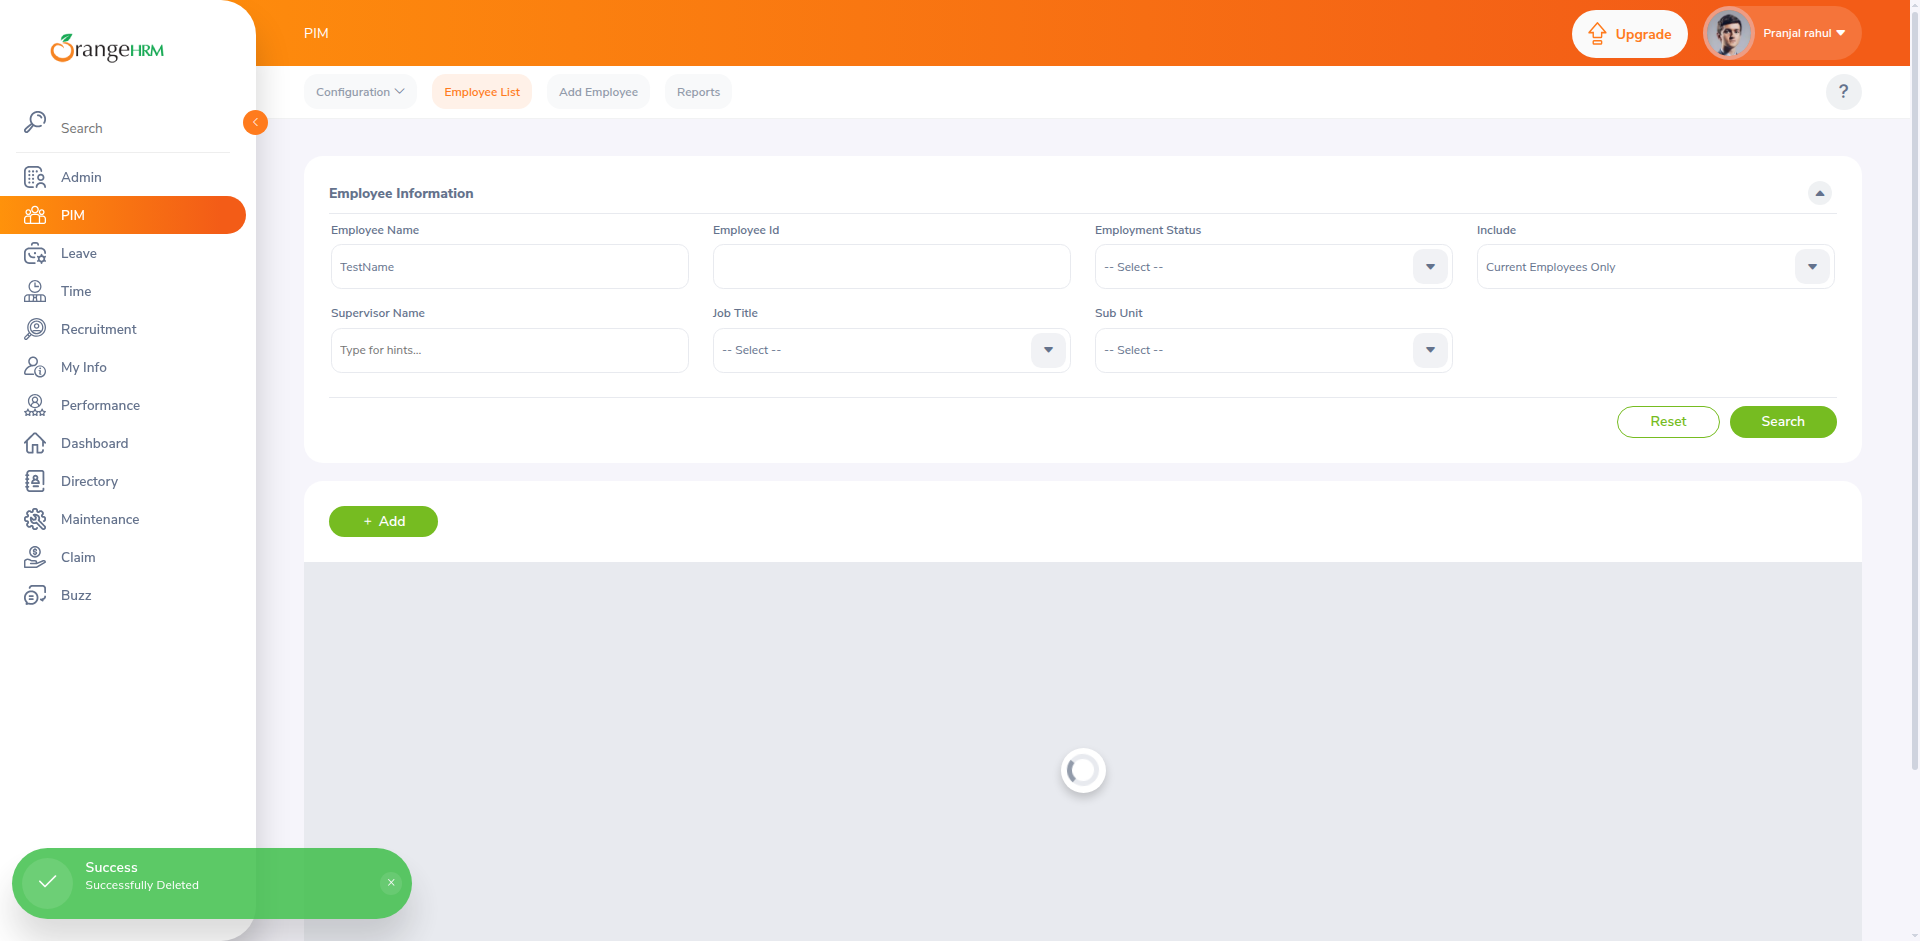 OrangeHRM
PIM
Upgrade
Pranjal rahul
Configuration
Employee List
Add Employee
Reports
?
Search
Admin
PIM
Leave
Time
Recruitment
My Info
Performance
Dashboard
Directory
Maintenance
Claim
Buzz
Employee Information
Employee Name
Employee Id
Employment Status
Include
TestName
-- Select --
Current Employees Only
Supervisor Name
Job Title
Sub Unit
Type for hints...
-- Select --
-- Select --
Reset
Search
+ Add
Success
Successfully Deleted